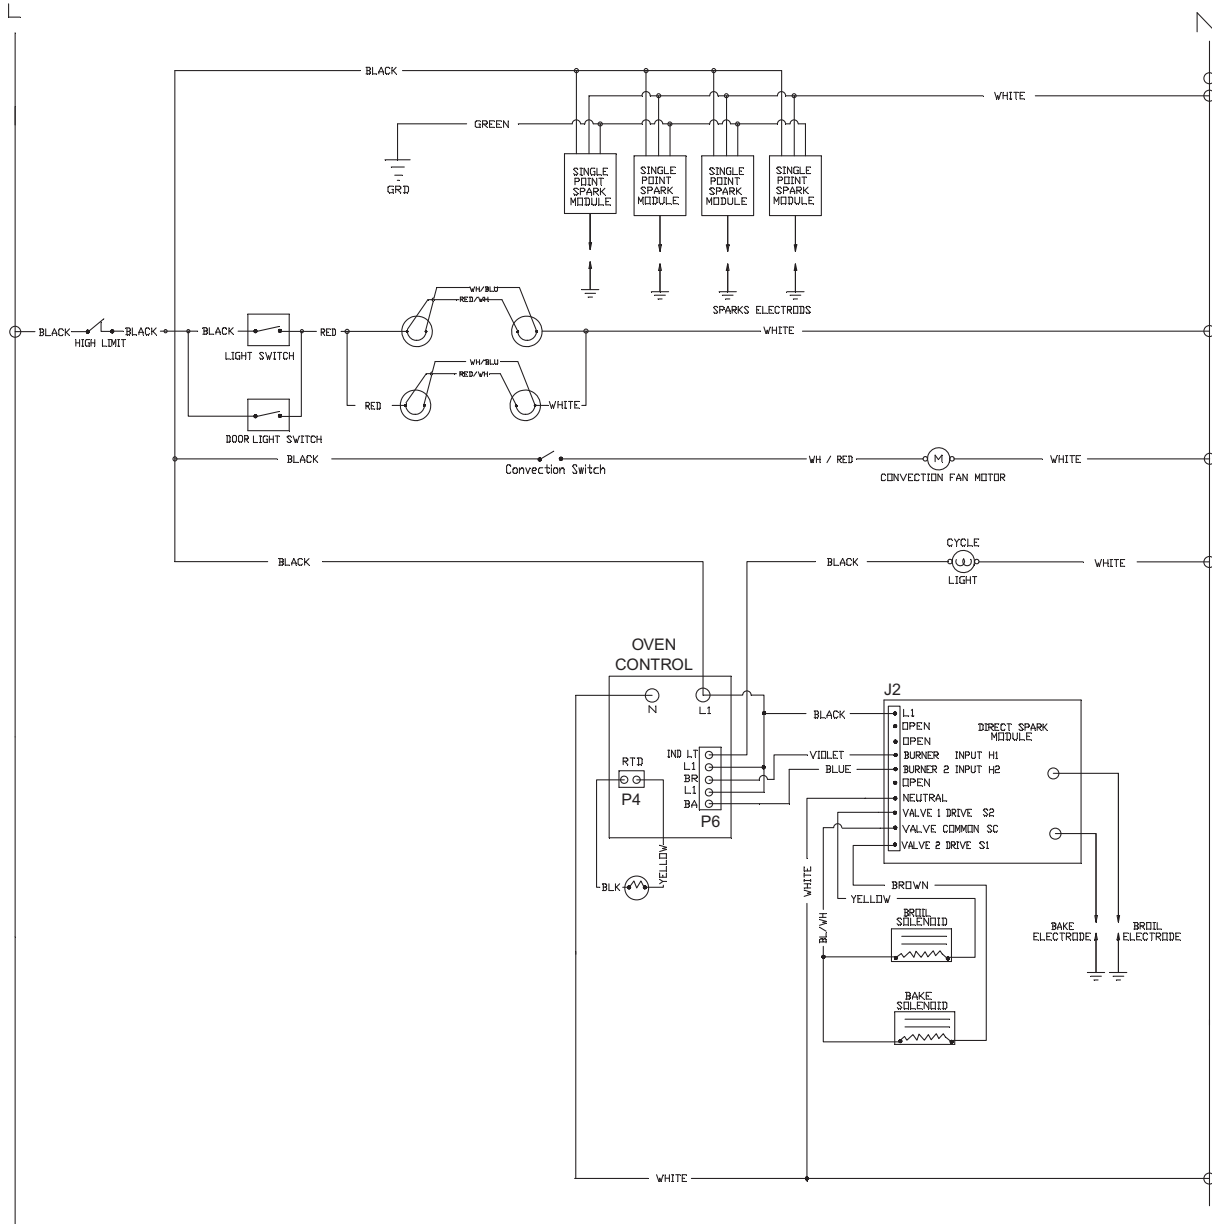 L
N
BLACK
WHITE
GREEN
GRD
SINGLE
POINT
SPARK
MODULE
SINGLE
POINT
SPARK
MODULE
SINGLE
POINT
SPARK
MODULE
SINGLE
POINT
SPARK
MODULE
SPARKS ELECTRODS
WH/BLU
RED/WH
BLACK
HIGH LIMIT
BLACK
BLACK
LIGHT SWITCH
RED
WHITE
WH/BLU
RED/WH
RED
WHITE
DOOR LIGHT SWITCH
BLACK
Convection Switch
WH / RED
M
CONVECTION FAN MOTOR
WHITE
BLACK
BLACK
CYCLE
LIGHT
WHITE
OVEN
CONTROL
N
L1
RTD
P4
IND LT
L1
BR
L1
BA
P6
BLK
YELLOW
BLACK
VIOLET
BLUE
J2
L1
OPEN
OPEN
BURNER INPUT H1
BURNER 2 INPUT H2
OPEN
NEUTRAL
VALVE 1 DRIVE S2
VALVE COMMON SC
VALVE 2 DRIVE S1
DIRECT SPARK
MODULE
WHITE
BL/WH
BROWN
YELLOW
BROIL
SOLENOID
BAKE
SOLENOID
BAKE
ELECTRODE
BROIL
ELECTRODE
WHITE